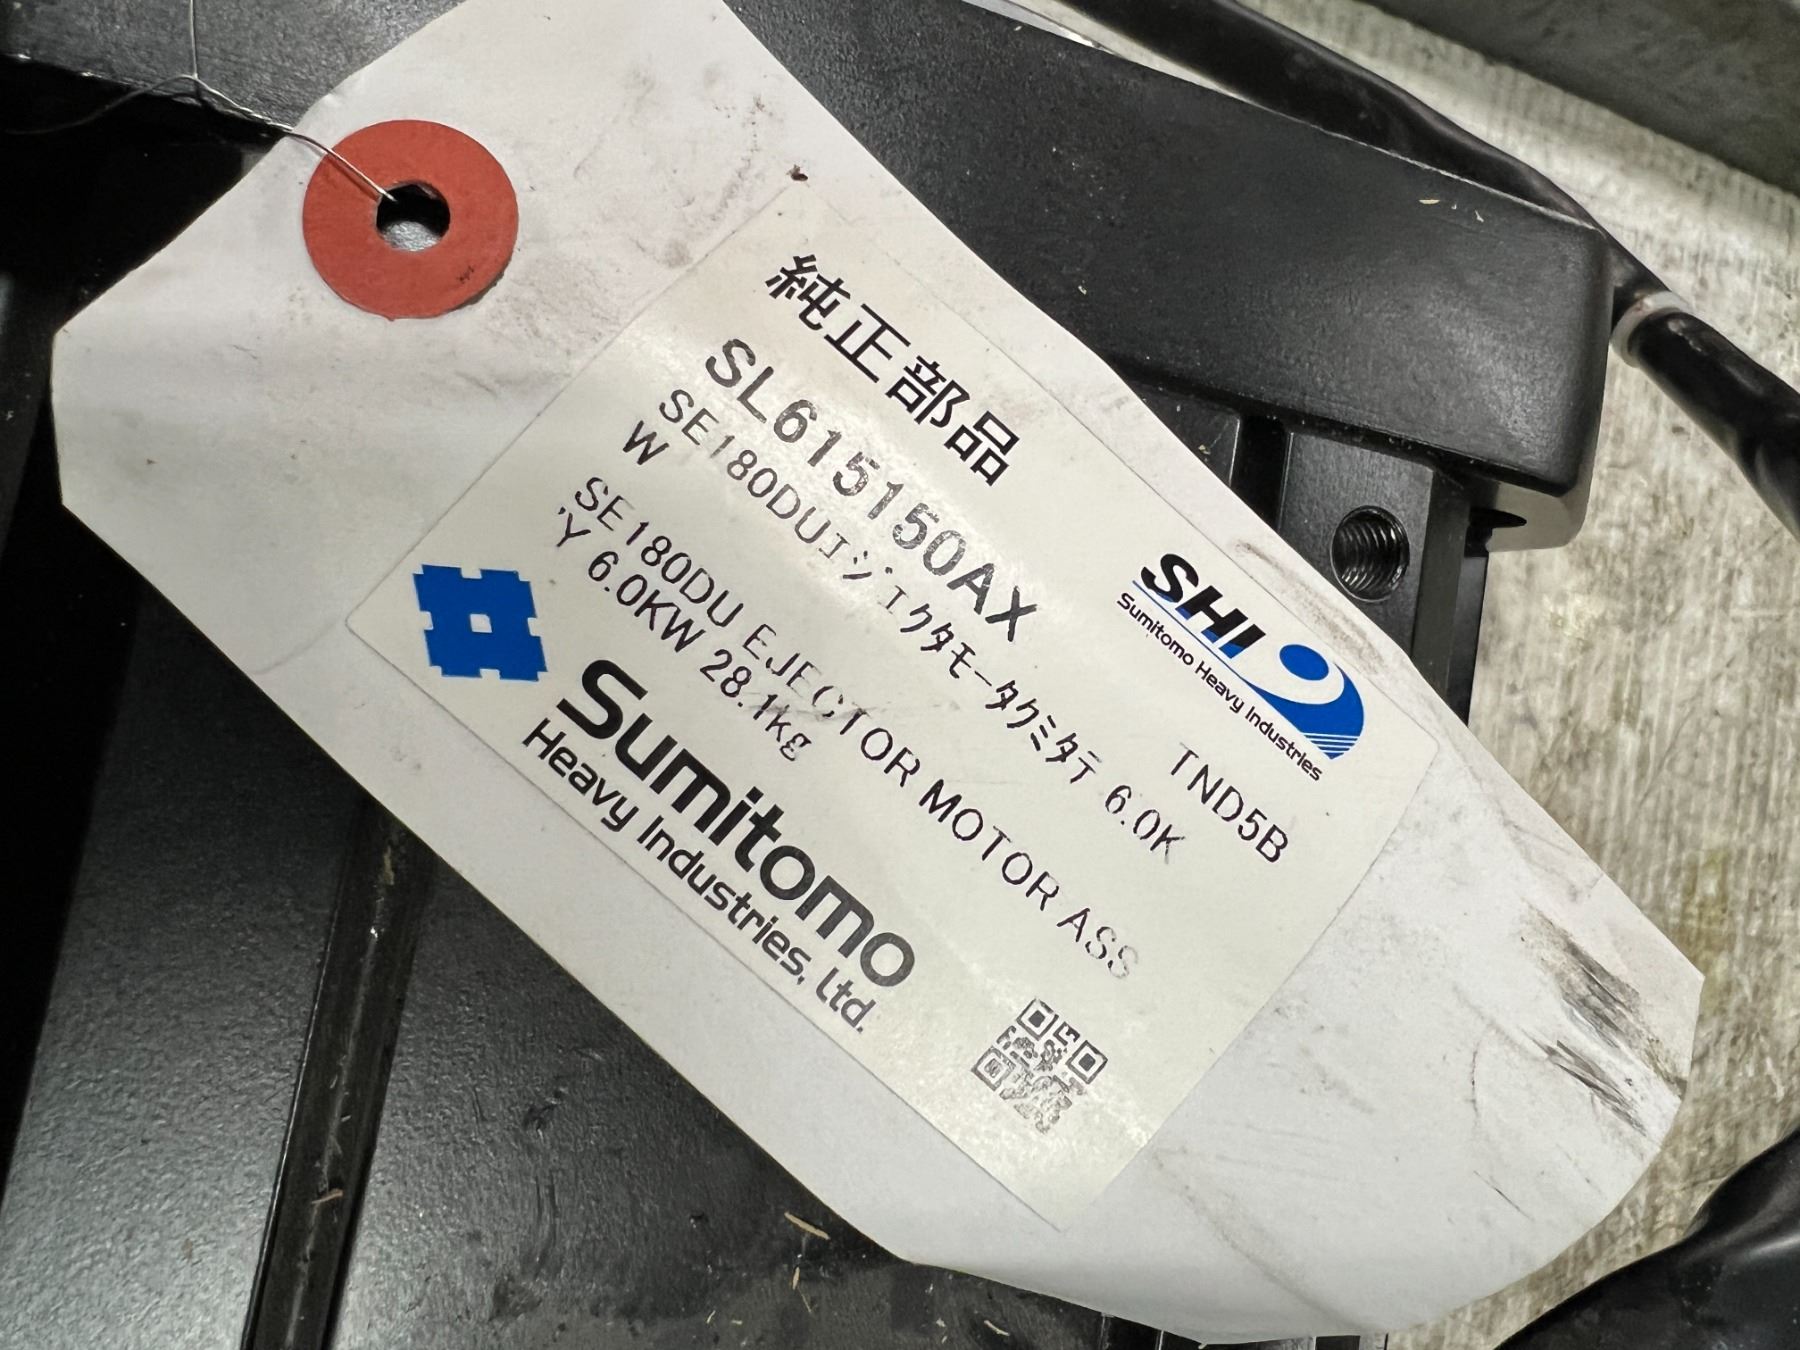 純正部品
SL615150AX
SE180DUエジェクタモータクミタテ 6.0K
W
SE180DU EJECTOR MOTOR ASS
'Y 6.0KW 28.1kg
SHI
Sumitomo Heavy Industries
TND5B
Sumitomo
Heavy Industries, Ltd.